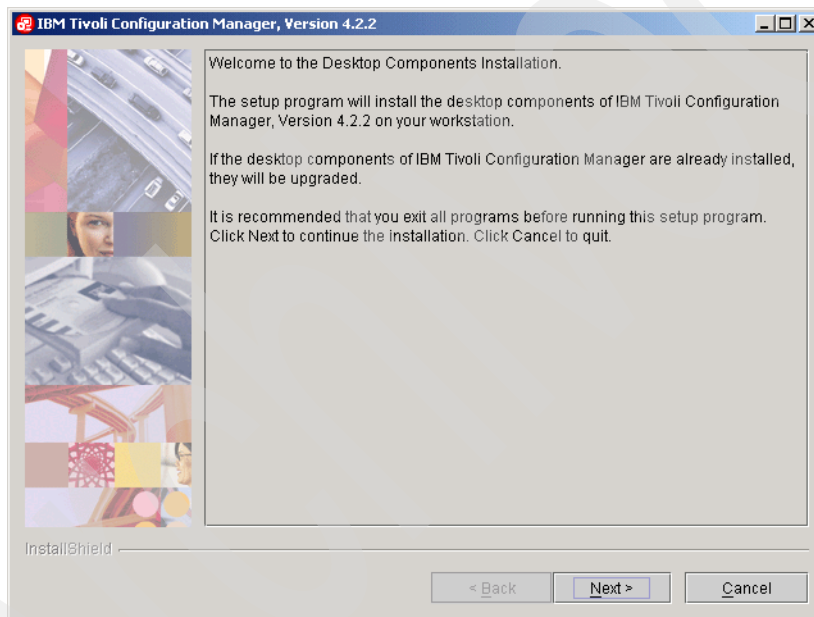 IBM Tivoli Configuration Manager, Version 4.2.2
Welcome to the Desktop Components Installation.
The setup program will install the desktop components of IBM Tivoli Configuration
Manager, Version 4.2.2 on your workstation.
If the desktop components of IBM Tivoli Configuration Manager are already installed,
they will be upgraded.
It is recommended that you exit all programs before running this setup program.
Click Next to continue the installation. Click Cancel to quit.
InstallShield
< Back
Next >
Cancel